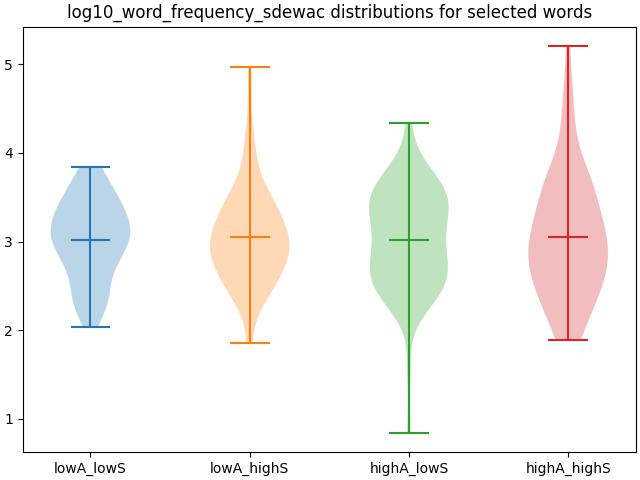 log10_word_frequency_sdewac distributions for selected words
5
4
3
2
1
lowA_lowS
lowA_highS
highA_lowS
highA_highS